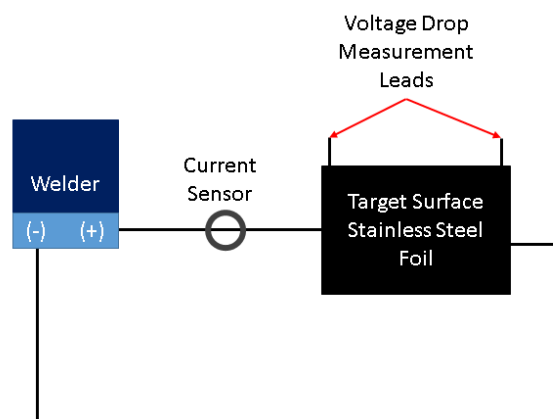 Voltage Drop
Measurement
Leads
Welder
(-) (+)
Current
Sensor
Target Surface
Stainless Steel
Foil